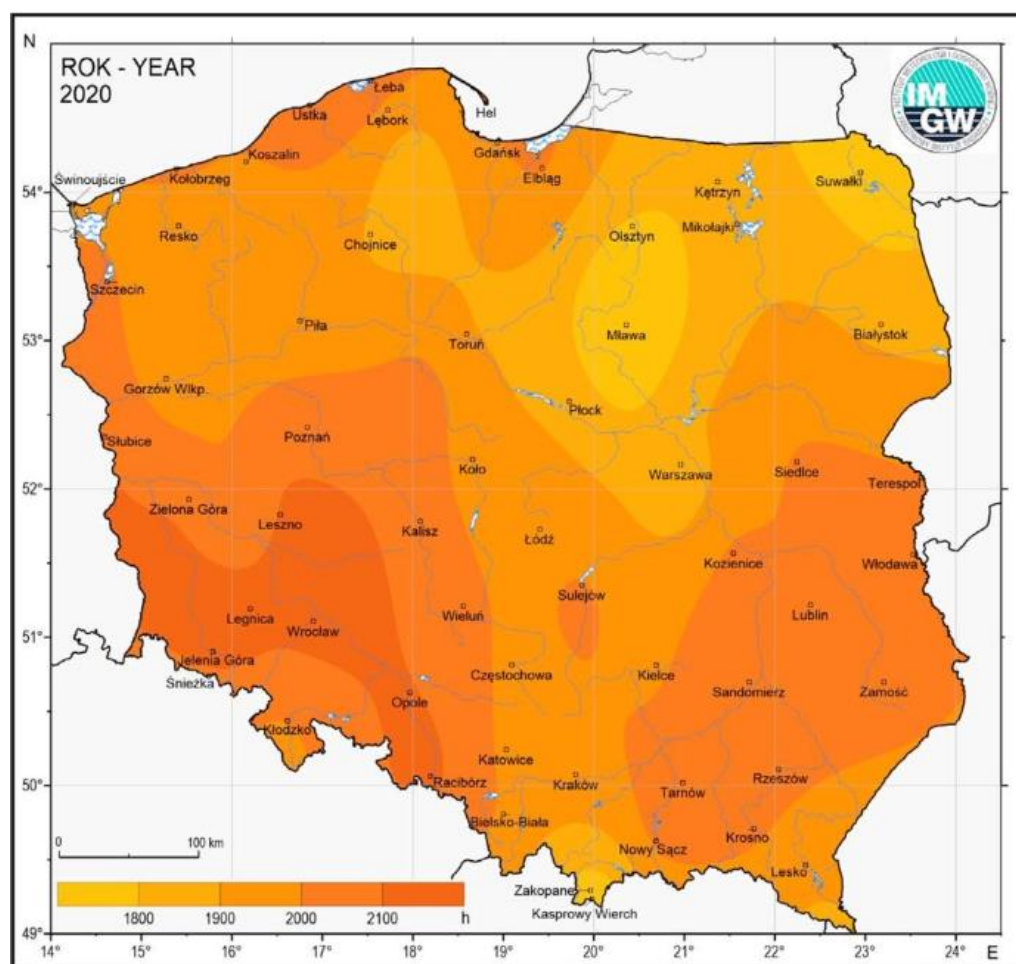 N
ROK - YEAR
2020
IM
GW
Łeba
Ustka
Lębork
Hel
Koszalin
Gdańsk
Elbląg
Świnoujście
Kołobrzeg
54°
Kętrzyn
Suwałki
Resko
Chojnice
Olsztyn
Mikołajki
Szczecin
Piła
Toruń
Mława
Białystok
53°
Gorzów Wlkp.
Płock
Słubice
Poznań
Koło
Warszawa
Siedlce
Terespol
52°
Zielona Góra
Leszno
Kalisz
Łódź
Kozienice
Włodawa
Sulejów
Legnica
Wrocław
Wieluń
Lublin
51°
Jelenia Góra
Śnieżka
Częstochowa
Kielce
Sandomierz
Zamość
Opole
Kłodzko
Katowice
Kraków
Rzeszów
50°
Racibórz
Tarnów
Bielsko-Biała
Krosno
Nowy Sącz
Lesko
0
100 km
Zakopane
Kasprowy Wierch
1800
1900
2000
2100
h
49°
14°
15°
16°
17°
18°
19°
20°
21°
22°
23°
24°
E